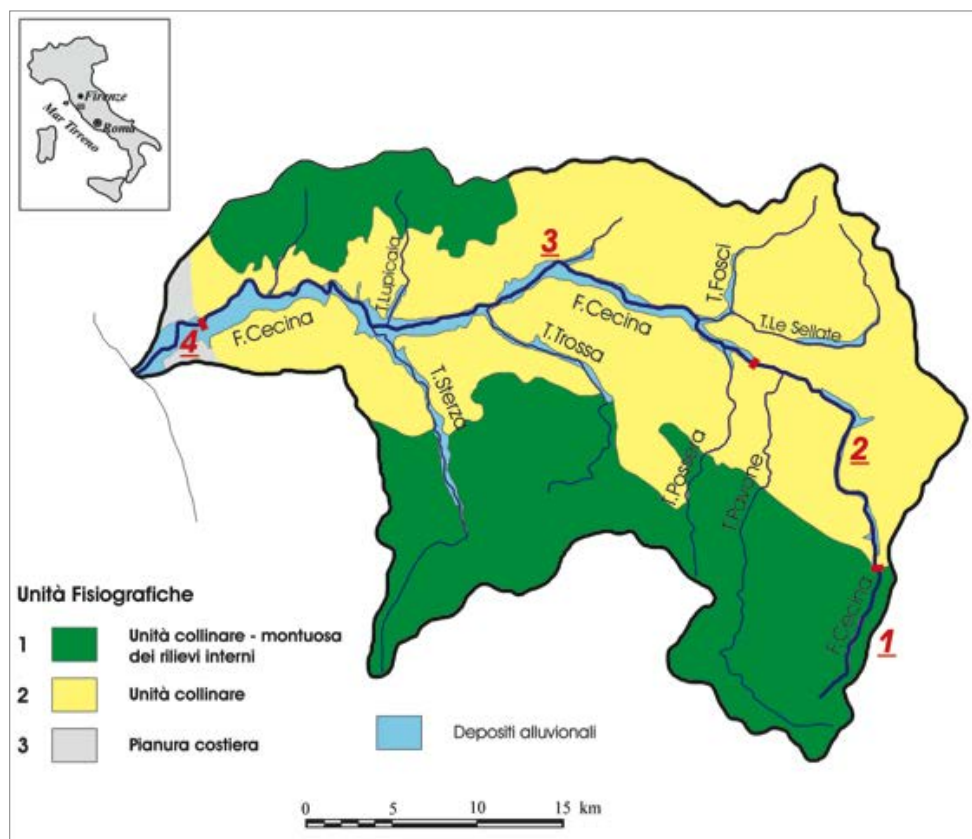 Firenze
Mar Tirreno
Roma
3
T.Fosci
T.Lupicaia
F.Cecina
T.Le Sellate
F.Cecina
4
T.Trossa
T.Sterza
2
T.Possera
T.Pavone
F.Cecina
1
Unità Fisiografiche
1 Unità collinare - montuosa
dei rilievi interni
2 Unità collinare
3 Pianura costiera
Depositi alluvionali
0 5 10 15 km